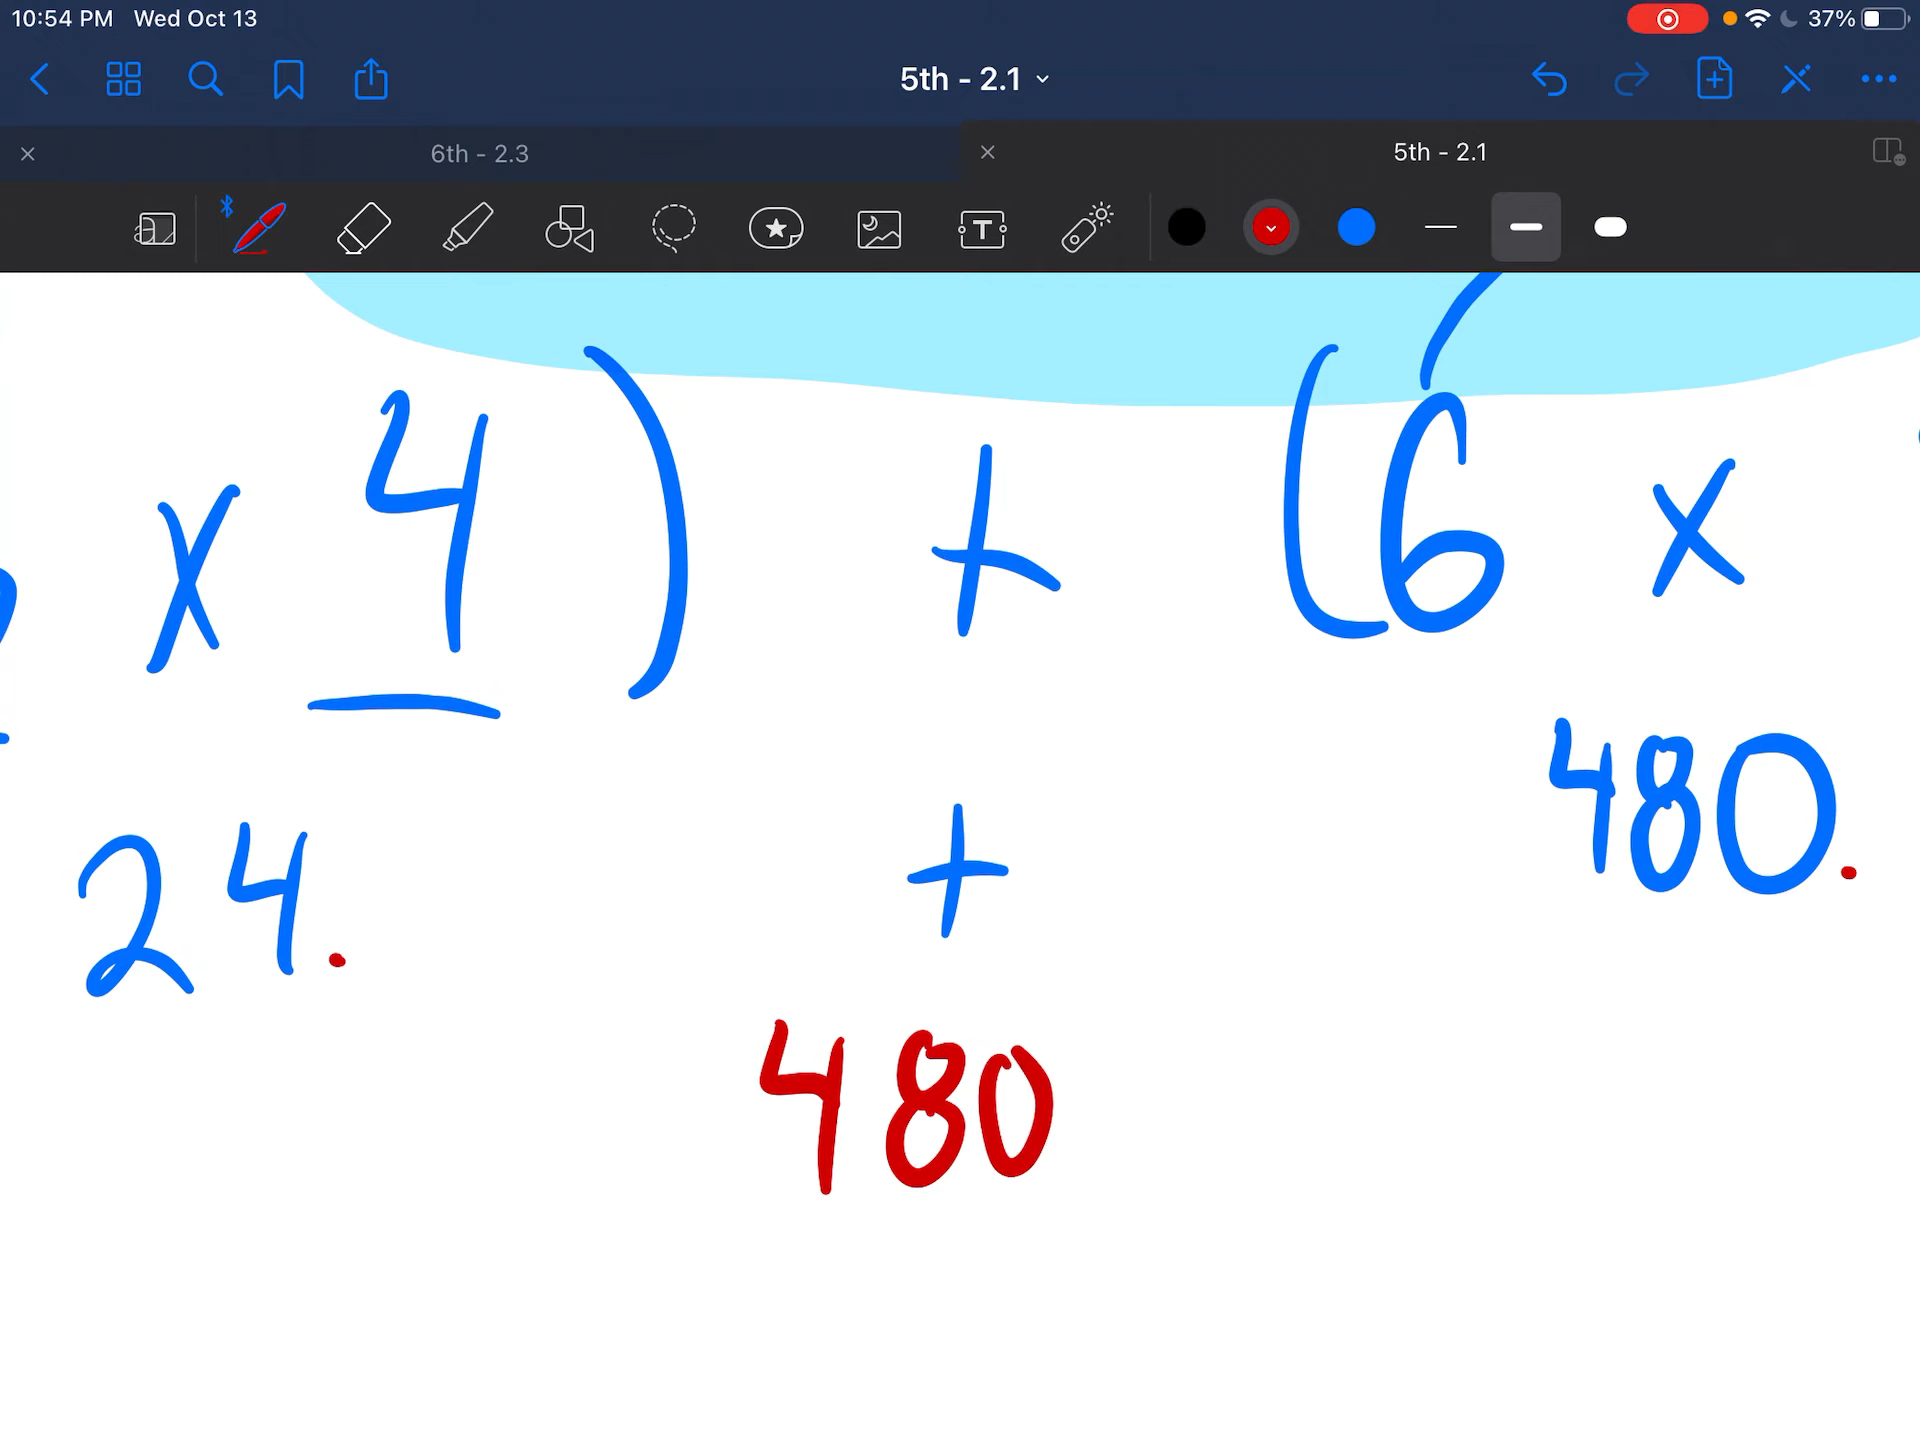 10:54 PM Wed Oct 13 37%
5th - 2.1
6th - 2.3 5th - 2.1
x 4) + (6 x
24. + 480.
480